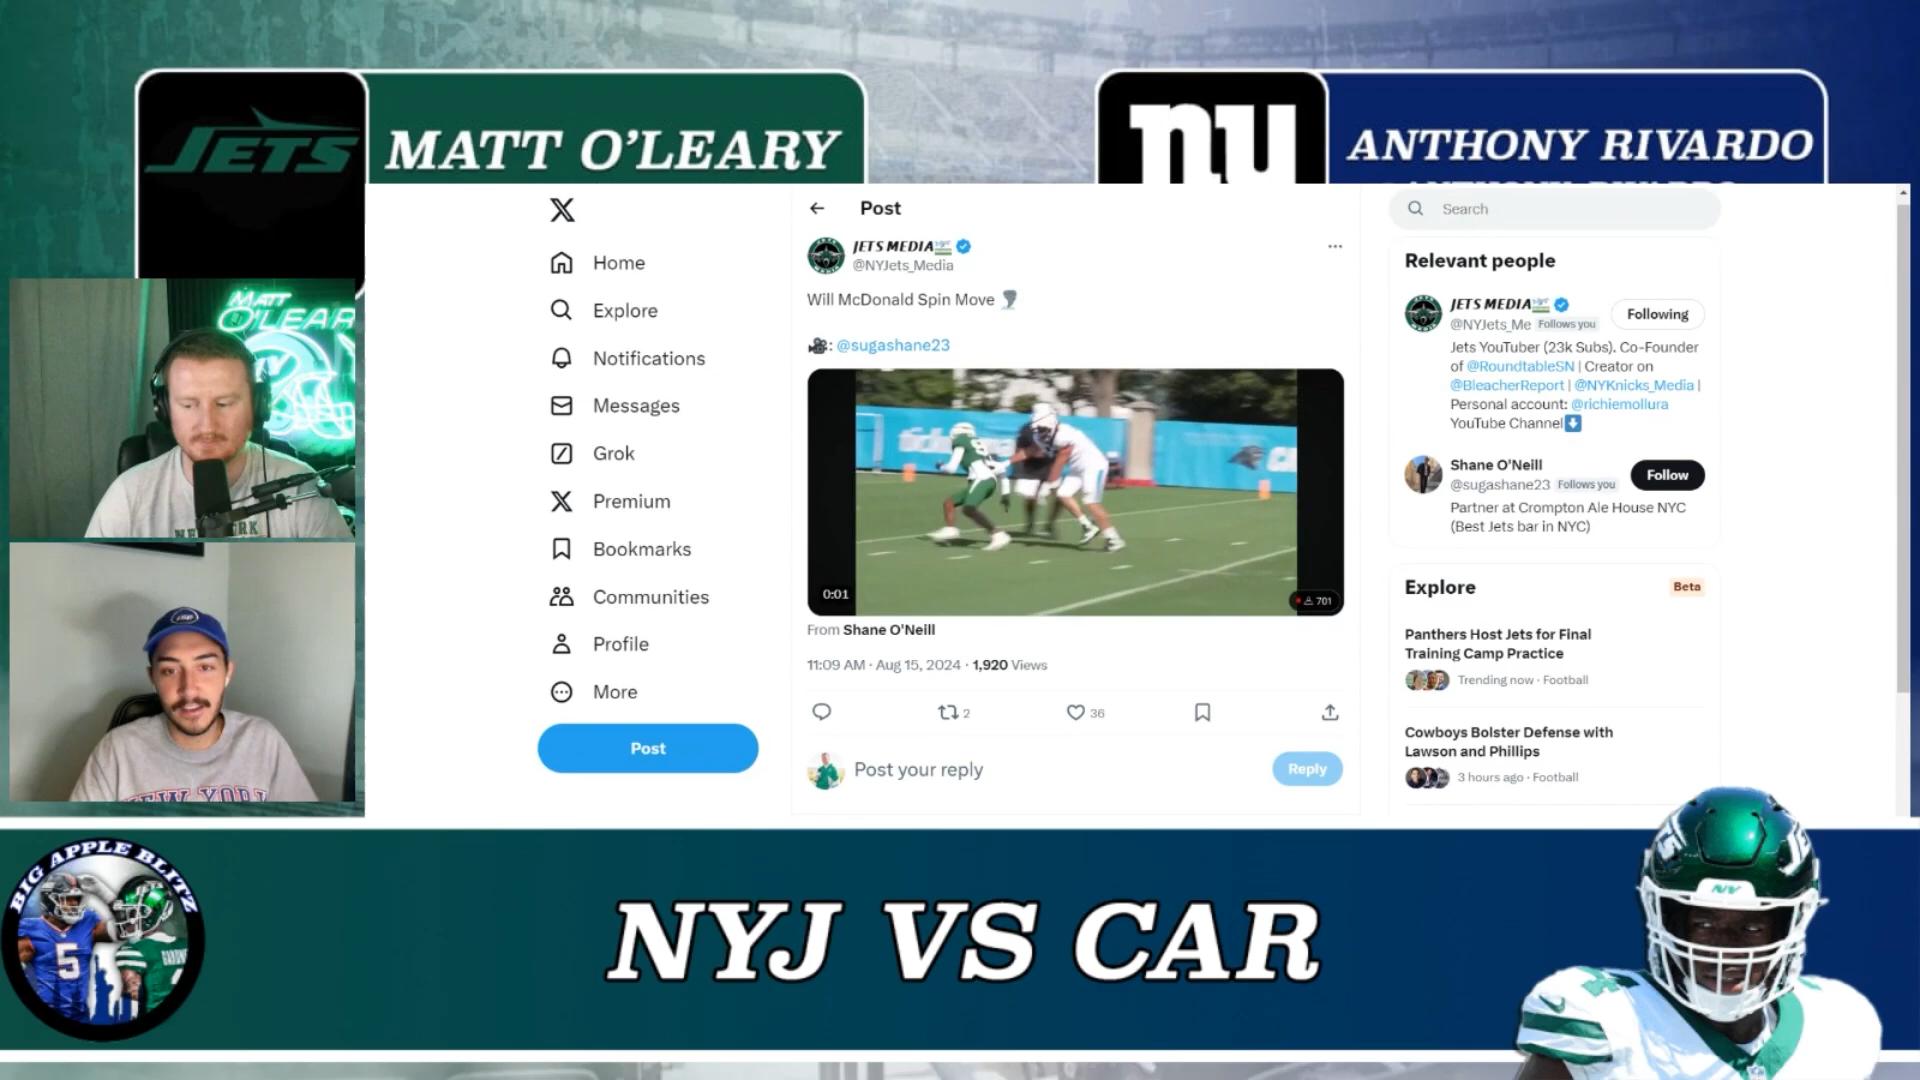 JETS
MATT O'LEARY
ny
ANTHONY RIVARDO
Home
Explore
Notifications
Messages
Grok
Premium
Bookmarks
Communities
Profile
More
Post
Post
JETS MEDIA
@NYJets_Media
Will McDonald Spin Move
: @sugashane23
0:01
701
From Shane O'Neill
11:09 AM · Aug 15, 2024 · 1,920 Views
2
36
Post your reply
Reply
Search
Relevant people
JETS MEDIA
@NYJets_Me Follows you
Following
Jets YouTuber (23k Subs). Co-Founder
of @RoundtableSN | Creator on
@BleacherReport | @NYKnicks_Media |
Personal account: @richiemollura
YouTube Channel
Shane O'Neill
@sugashane23 Follows you
Follow
Partner at Crompton Ale House NYC
(Best Jets bar in NYC)
Explore
Beta
Panthers Host Jets for Final
Training Camp Practice
Trending now · Football
Cowboys Bolster Defense with
Lawson and Phillips
3 hours ago · Football
MATT
O'LEAR
NEW YORK
BIG APPLE BLITZ
5
NYJ VS CAR
NY